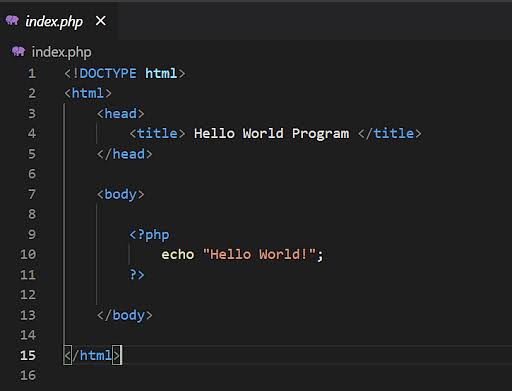 index.php
index.php
1 <!DOCTYPE html>
2 <html>
3     <head>
4         <title> Hello World Program </title>
5     </head>
6
7     <body>
8
9         <?php
10             echo "Hello World!";
11         ?>
12
13     </body>
14
15 </html>
16